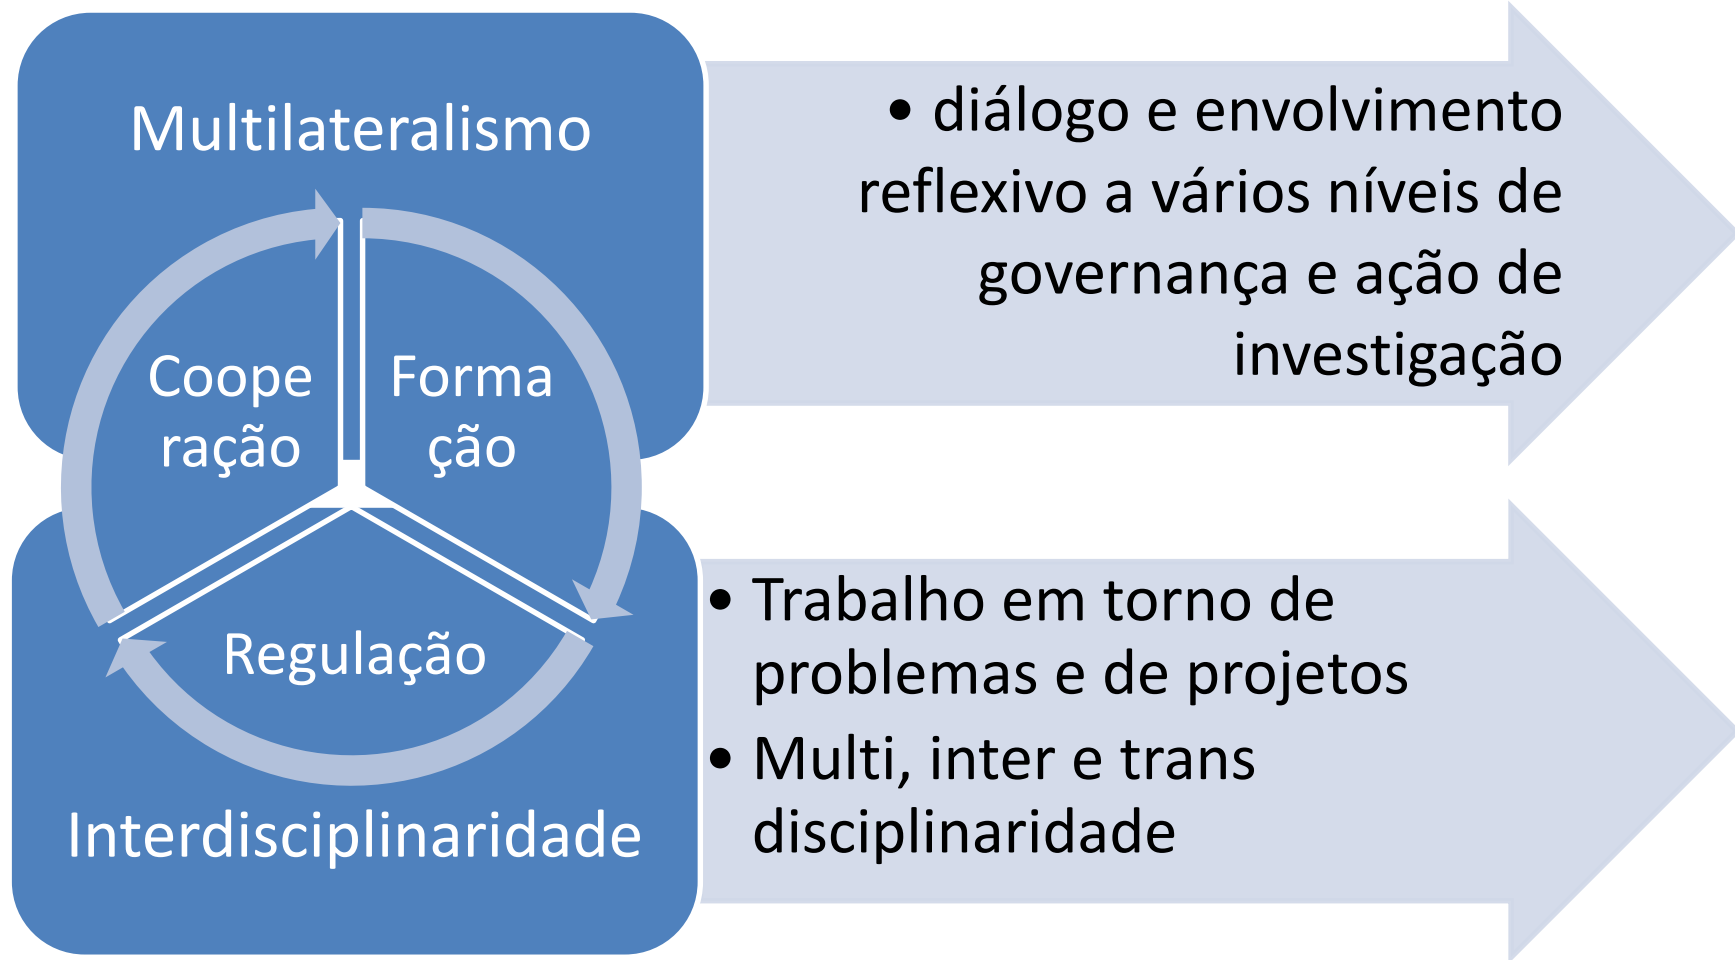 Multilateralismo
• diálogo e envolvimento
reflexivo a vários níveis de
governança e ação de
investigação
Coope
ração
Forma
ção
Regulação
Interdisciplinaridade
• Trabalho em torno de
problemas e de projetos
• Multi, inter e trans
disciplinaridade